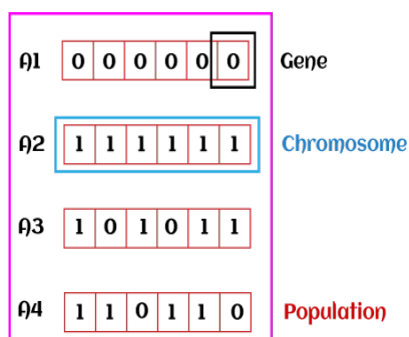 A1 0 0 0 0 0 0 Gene
A2 1 1 1 1 1 1 Chromosome
A3 1 0 1 0 1 1
A4 1 1 0 1 1 0 Population